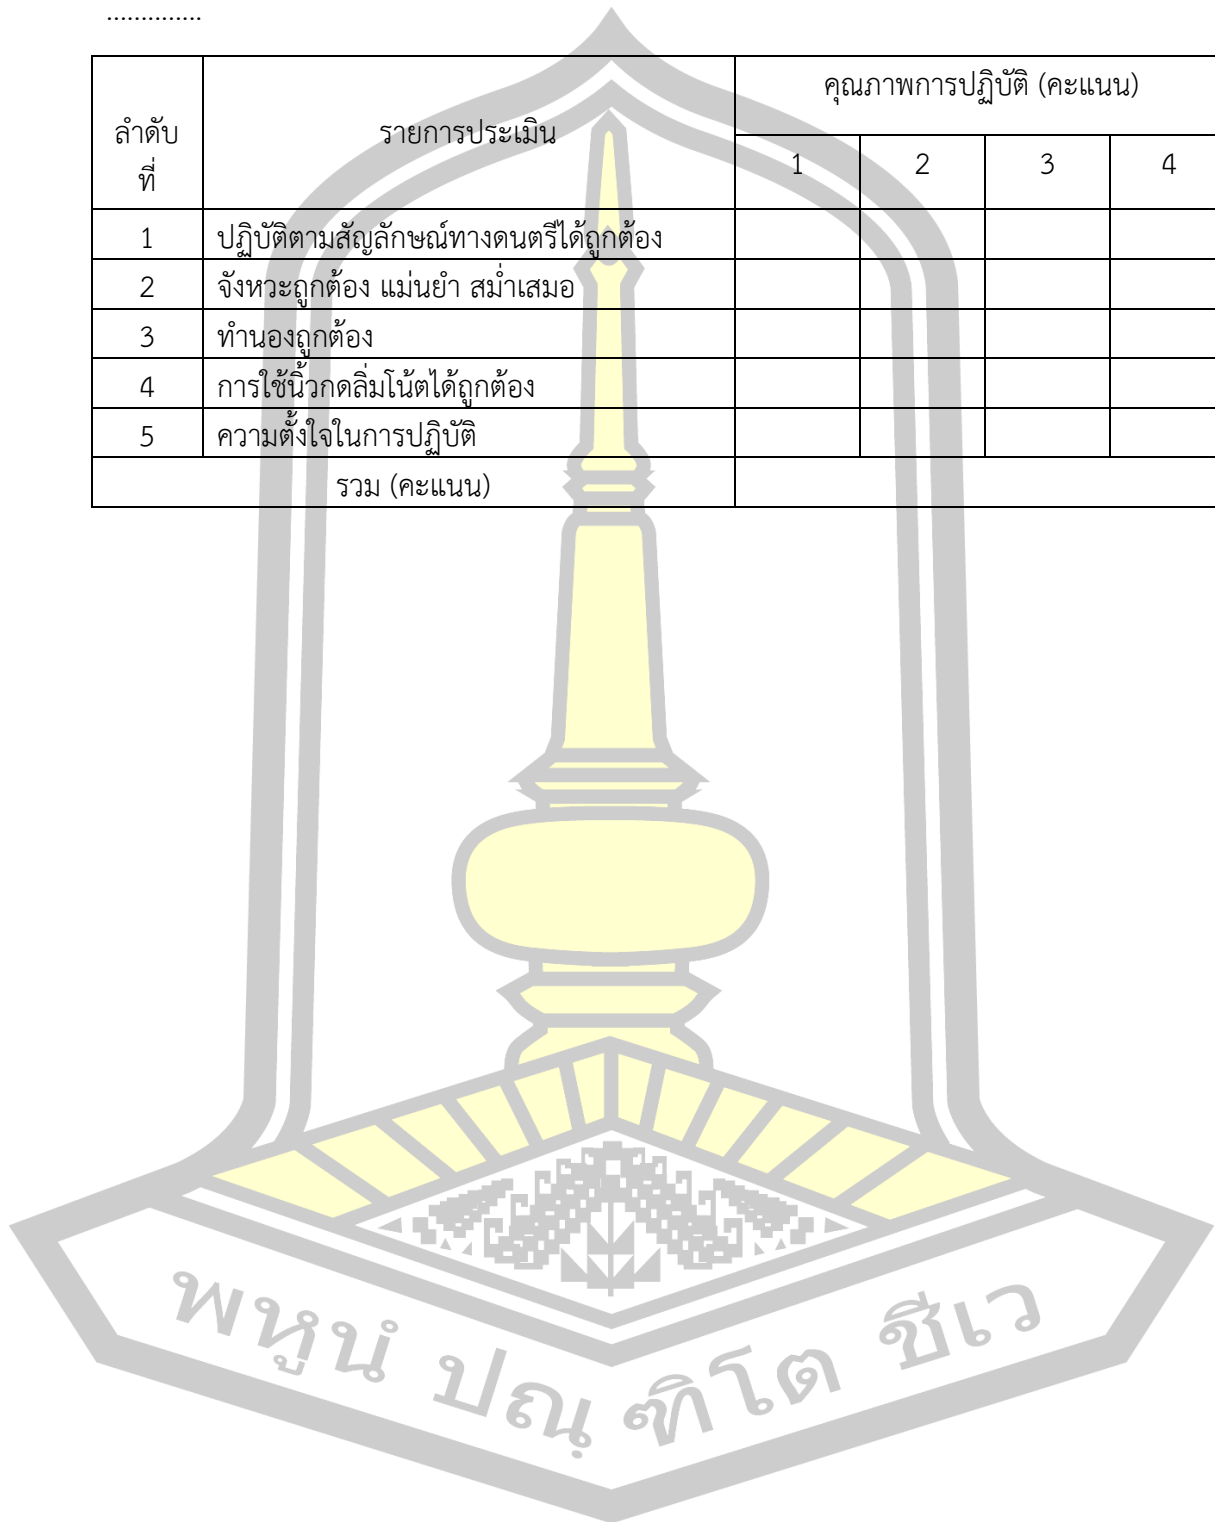 ..............
คุณภาพการปฏิบัติ (คะแนน)
ลำดับ
ที่
รายการประเมิน
1 2 3 4
1 ปฏิบัติตามสัญลักษณ์ทางดนตรีได้ถูกต้อง
2 จังหวะถูกต้อง แม่นยำ สม่ำเสมอ
3 ทำนองถูกต้อง
4 การใช้นิ้วกดลิ่มโน้ตได้ถูกต้อง
5 ความตั้งใจในการปฏิบัติ
รวม (คะแนน)
พหูนํ ปณฺฑิโต ชีเว